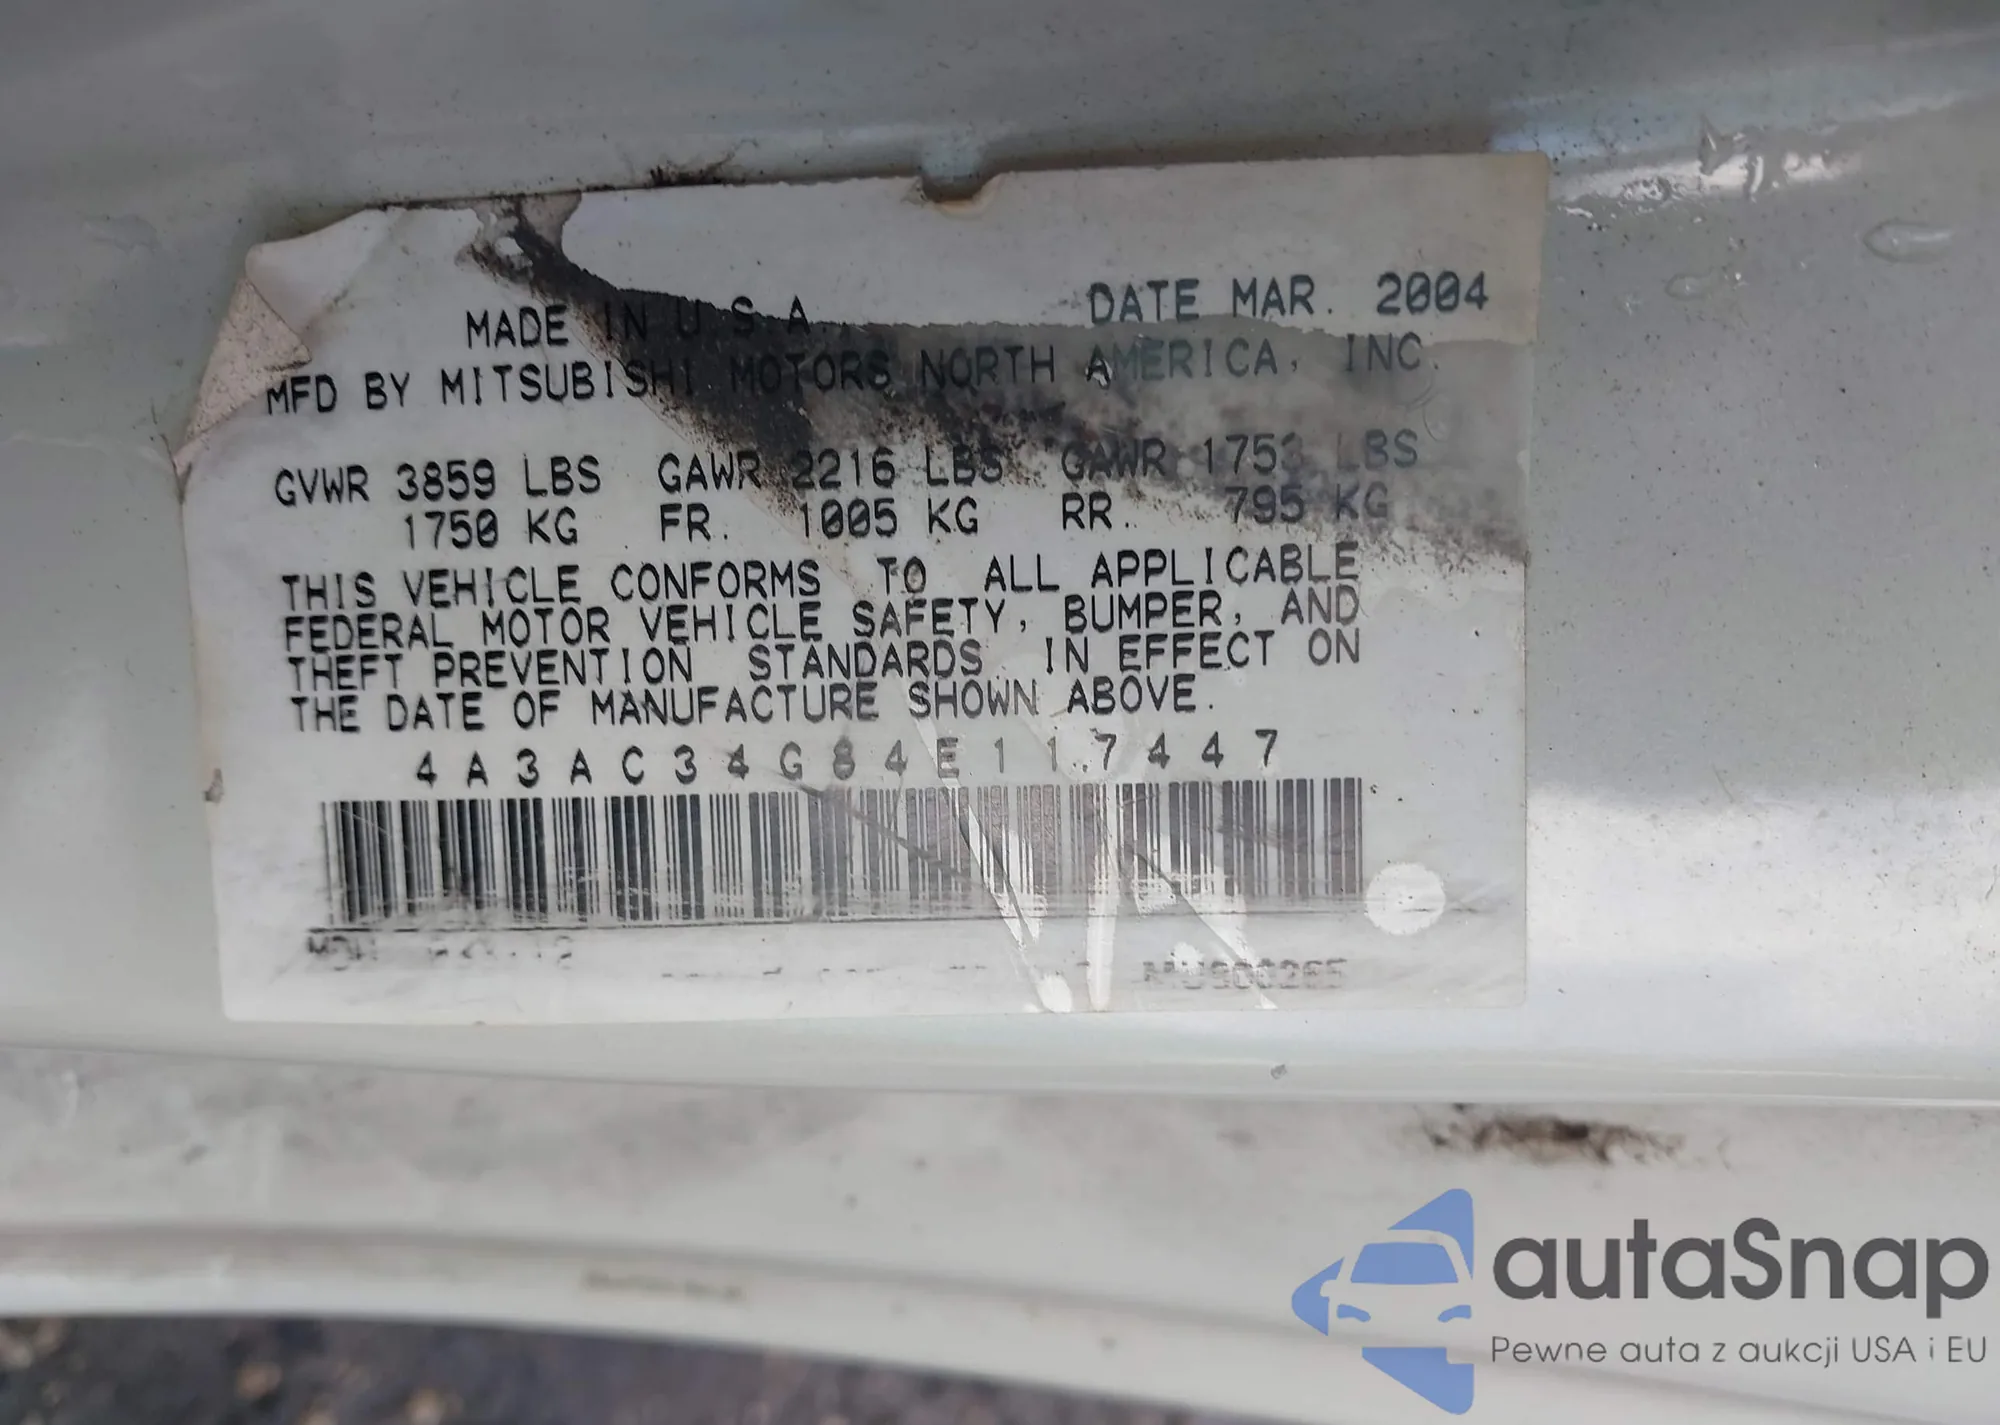 MADE IN U.S.A. DATE MAR. 2004
MFD BY MITSUBISHI MOTORS NORTH AMERICA, INC.
GVWR 3859 LBS GAWR 2216 LBS GAWR 1753 LBS
1750 KG FR. 1005 KG RR. 795 KG
THIS VEHICLE CONFORMS TO ALL APPLICABLE
FEDERAL MOTOR VEHICLE SAFETY, BUMPER, AND
THEFT PREVENTION STANDARDS IN EFFECT ON
THE DATE OF MANUFACTURE SHOWN ABOVE.
4A3AC34G84E117447
autaSnap
Pewne auta z aukcji USA i EU